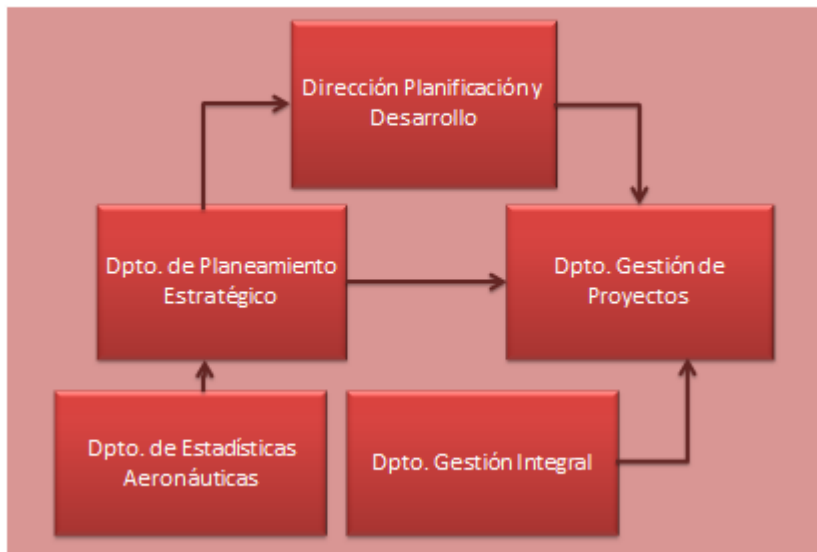 Dirección Planificación y
Desarrollo
Dpto. de Planeamiento
Estratégico
Dpto. Gestión de
Proyectos
Dpto. de Estadísticas
Aeronáuticas
Dpto. Gestión Integral